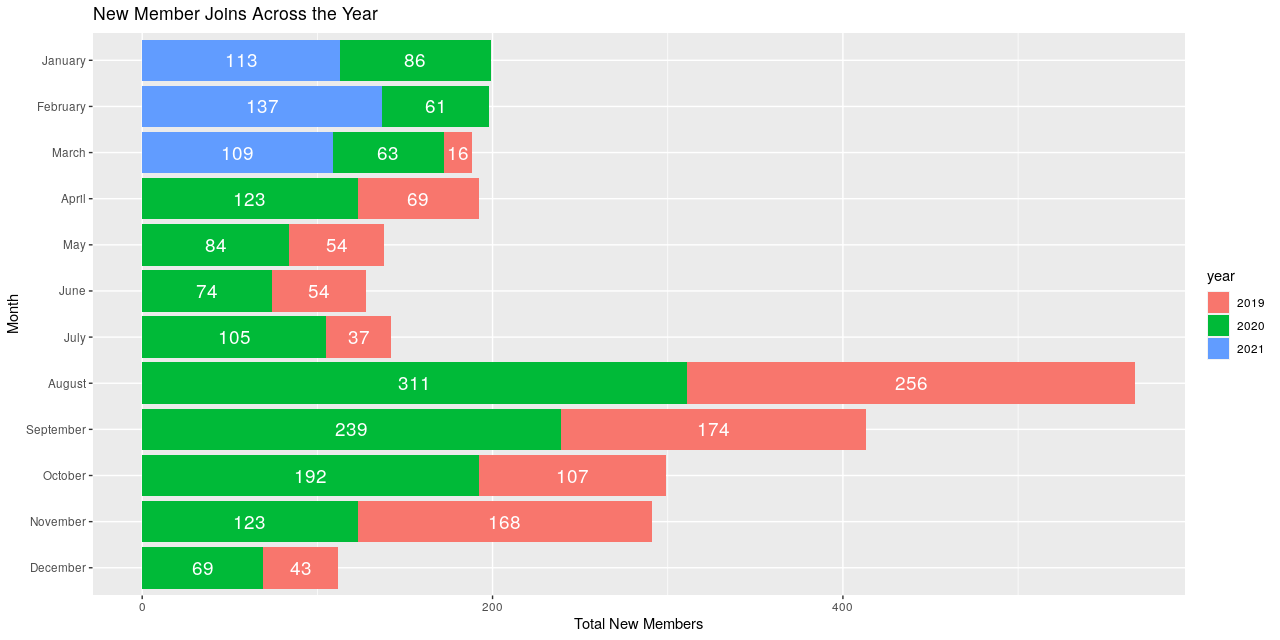 New Member Joins Across the Year
Month
January 113 86
February 137 61
March 109 63 16
April 123 69
May 84 54
June 74 54
July 105 37
August 311 256
September 239 174
October 192 107
November 123 168
December 69 43
0 200 400
Total New Members
year
2019
2020
2021